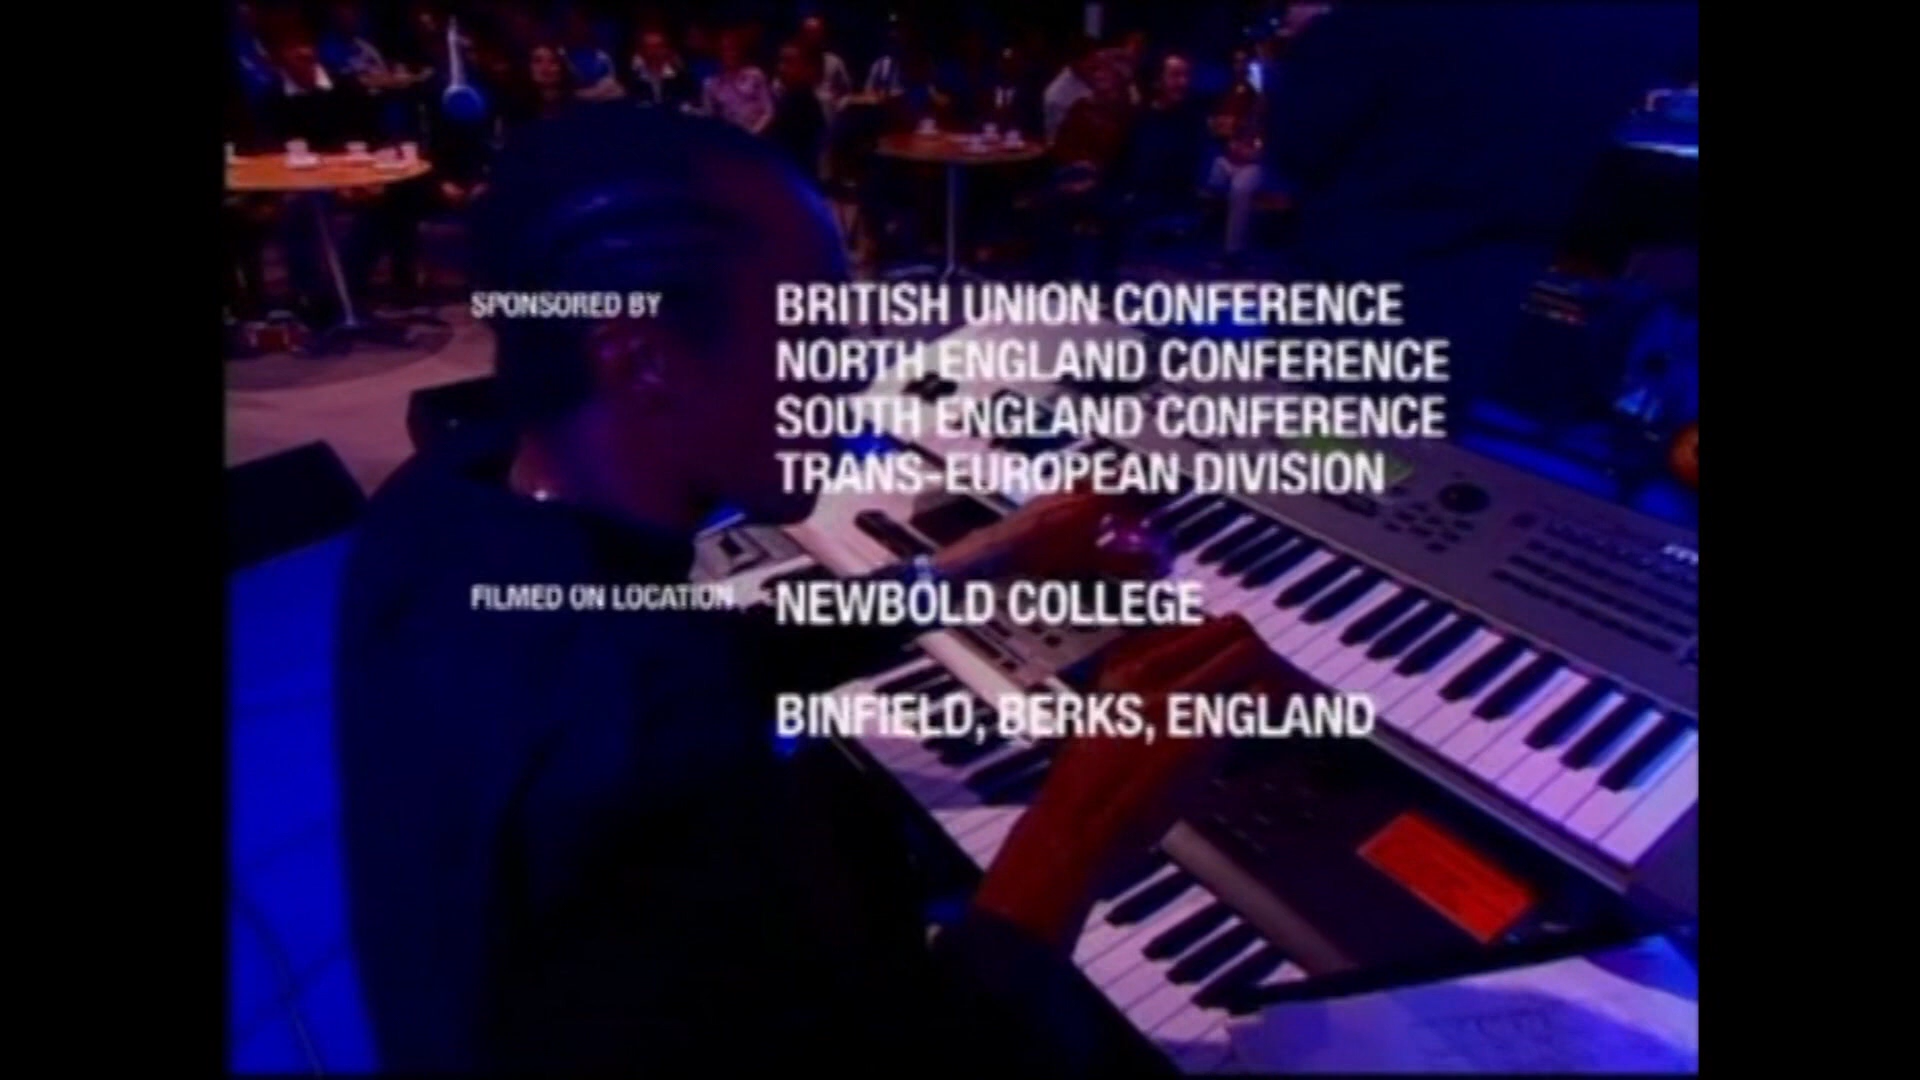 SPONSORED BY
BRITISH UNION CONFERENCE
NORTH ENGLAND CONFERENCE
SOUTH ENGLAND CONFERENCE
TRANS-EUROPEAN DIVISION
FILMED ON LOCATION
NEWBOLD COLLEGE
BINFIELD, BERKS, ENGLAND